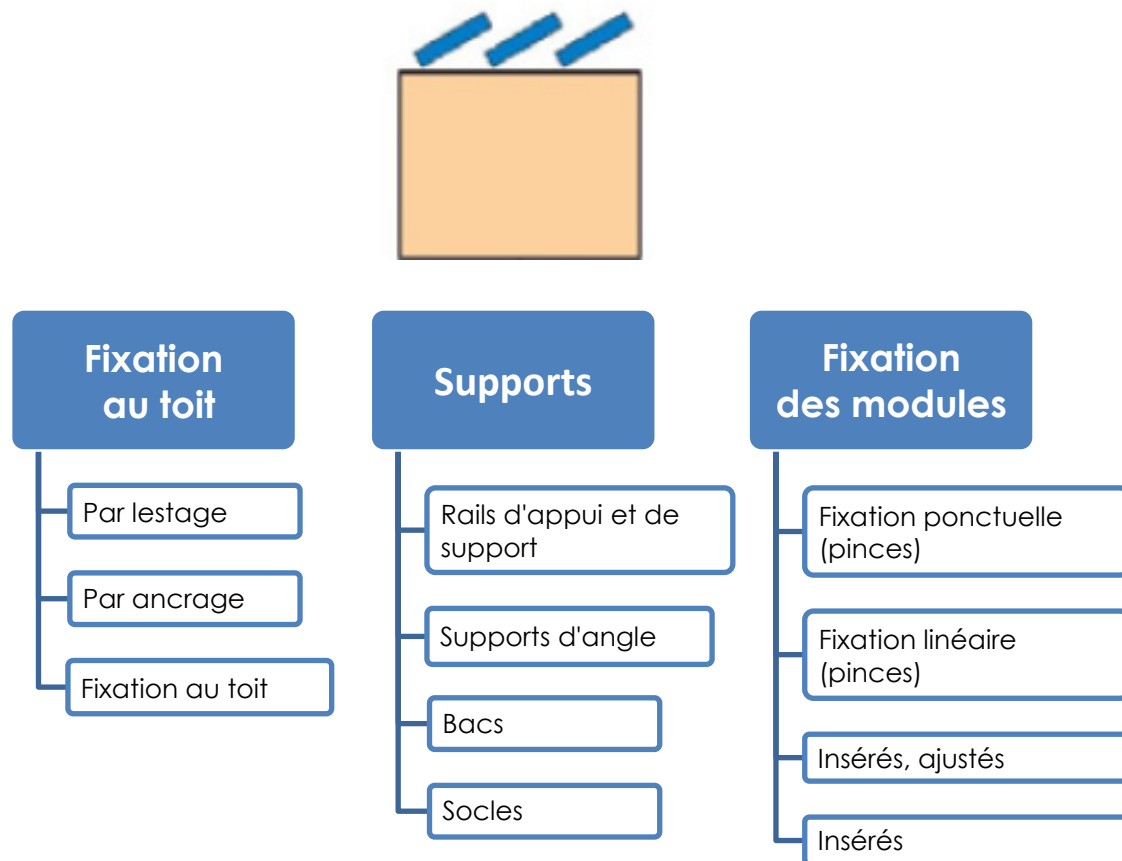 Fixation
au toit
Par lestage
Par ancrage
Fixation au toit
Supports
Rails d'appui et de
support
Supports d'angle
Bacs
Socles
Fixation
des modules
Fixation ponctuelle
(pinces)
Fixation linéaire
(pinces)
Insérés, ajustés
Insérés